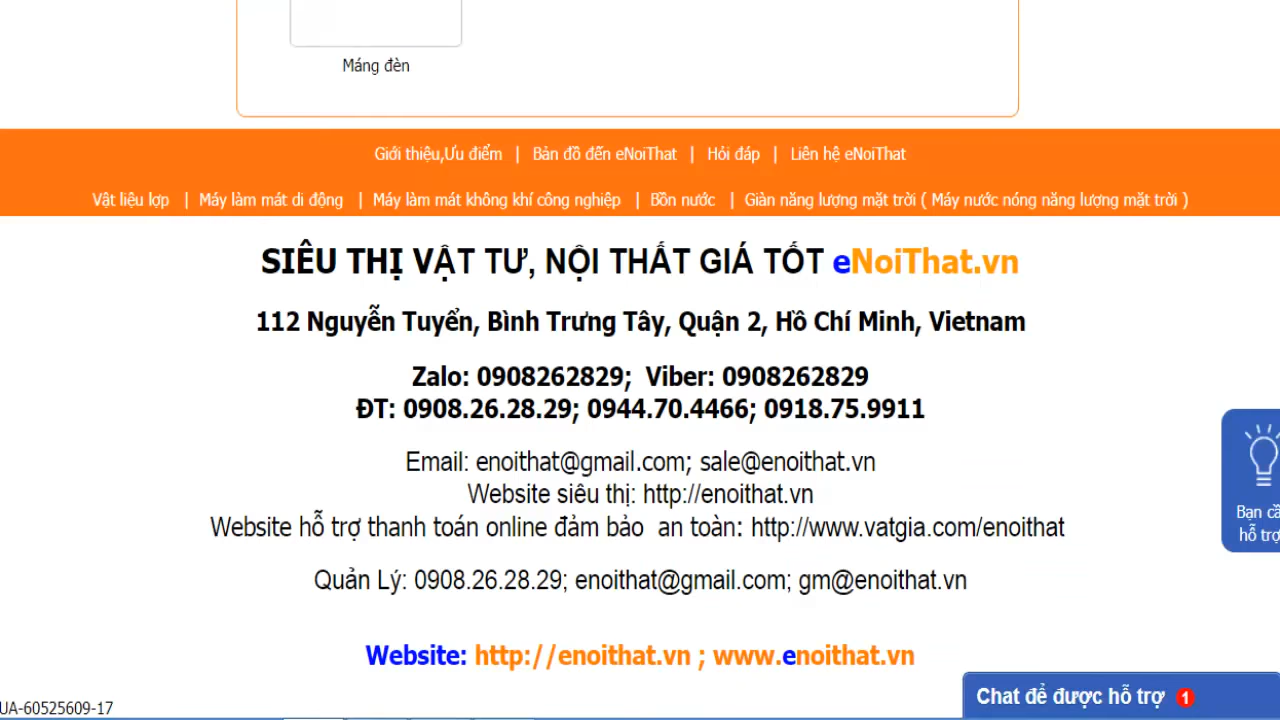 Máng đèn
Giới thiệu,Ưu điểm | Bản đồ đến eNoiThat | Hỏi đáp | Liên hệ eNoiThat
Vật liệu lợp | Máy làm mát di động | Máy làm mát không khí công nghiệp | Bồn nước | Giàn năng lượng mặt trời ( Máy nước nóng năng lượng mặt trời )
SIÊU THỊ VẬT TƯ, NỘI THẤT GIÁ TỐT eNoiThat.vn
112 Nguyễn Tuyển, Bình Trưng Tây, Quận 2, Hồ Chí Minh, Vietnam
Zalo: 0908262829; Viber: 0908262829
ĐT: 0908.26.28.29; 0944.70.4466; 0918.75.9911
Email: enoithat@gmail.com; sale@enoithat.vn
Website siêu thị: http://enoithat.vn
Website hỗ trợ thanh toán online đảm bảo an toàn: http://www.vatgia.com/enoithat
Bạn cầ
hỗ trợ
Quản Lý: 0908.26.28.29; enoithat@gmail.com; gm@enoithat.vn
Website: http://enoithat.vn ; www.enoithat.vn
Chat để được hỗ trợ 1
UA-60525609-17